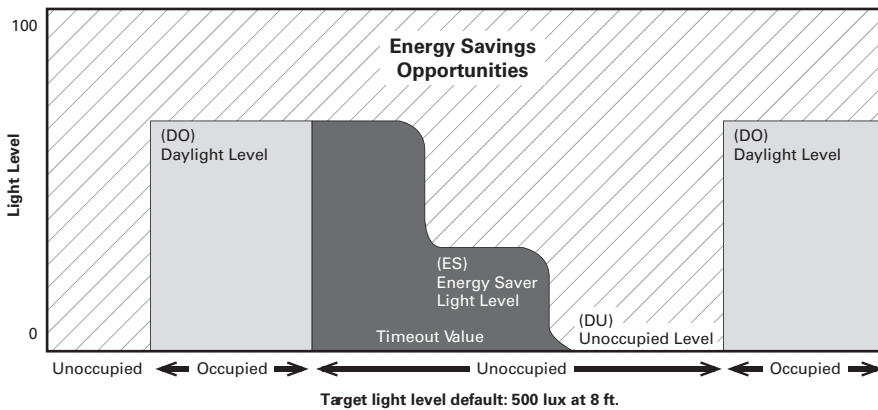 100
Energy Savings
Opportunities
(DO)
Daylight Level
(DO)
Daylight Level
Light Level
(ES)
Energy Saver
Light Level
(DU)
Unoccupied Level
Timeout Value
0
Unoccupied Occupied Unoccupied Occupied
Target light level default: 500 lux at 8 ft.